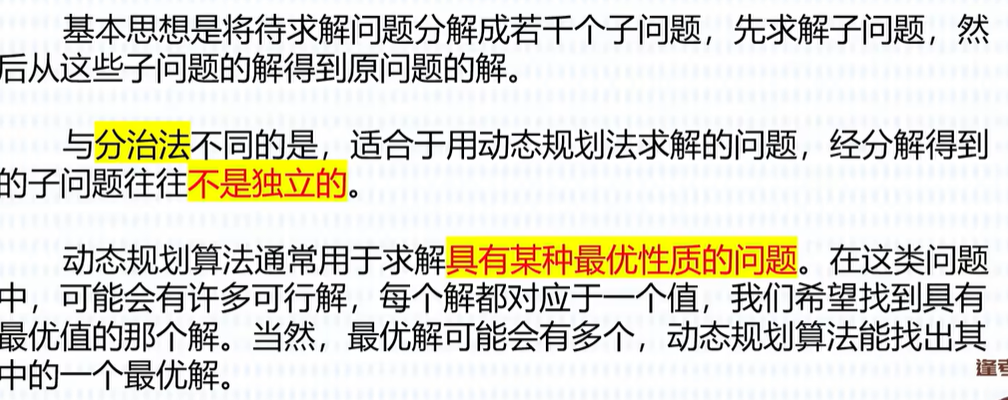 基本思想是将待求解问题分解成若干个子问题，先求解子问题，然
后从这些子问题的解得到原问题的解。
与分治法不同的是，适合于用动态规划法求解的问题，经分解得到
的子问题往往不是独立的。
动态规划算法通常用于求解具有某种最优性质的问题。在这类问题
中，可能会有许多可行解，每个解都对应于一个值，我们希望找到具有
最优值的那个解。当然，最优解可能会有多个，动态规划算法能找出其
中的一个最优解。